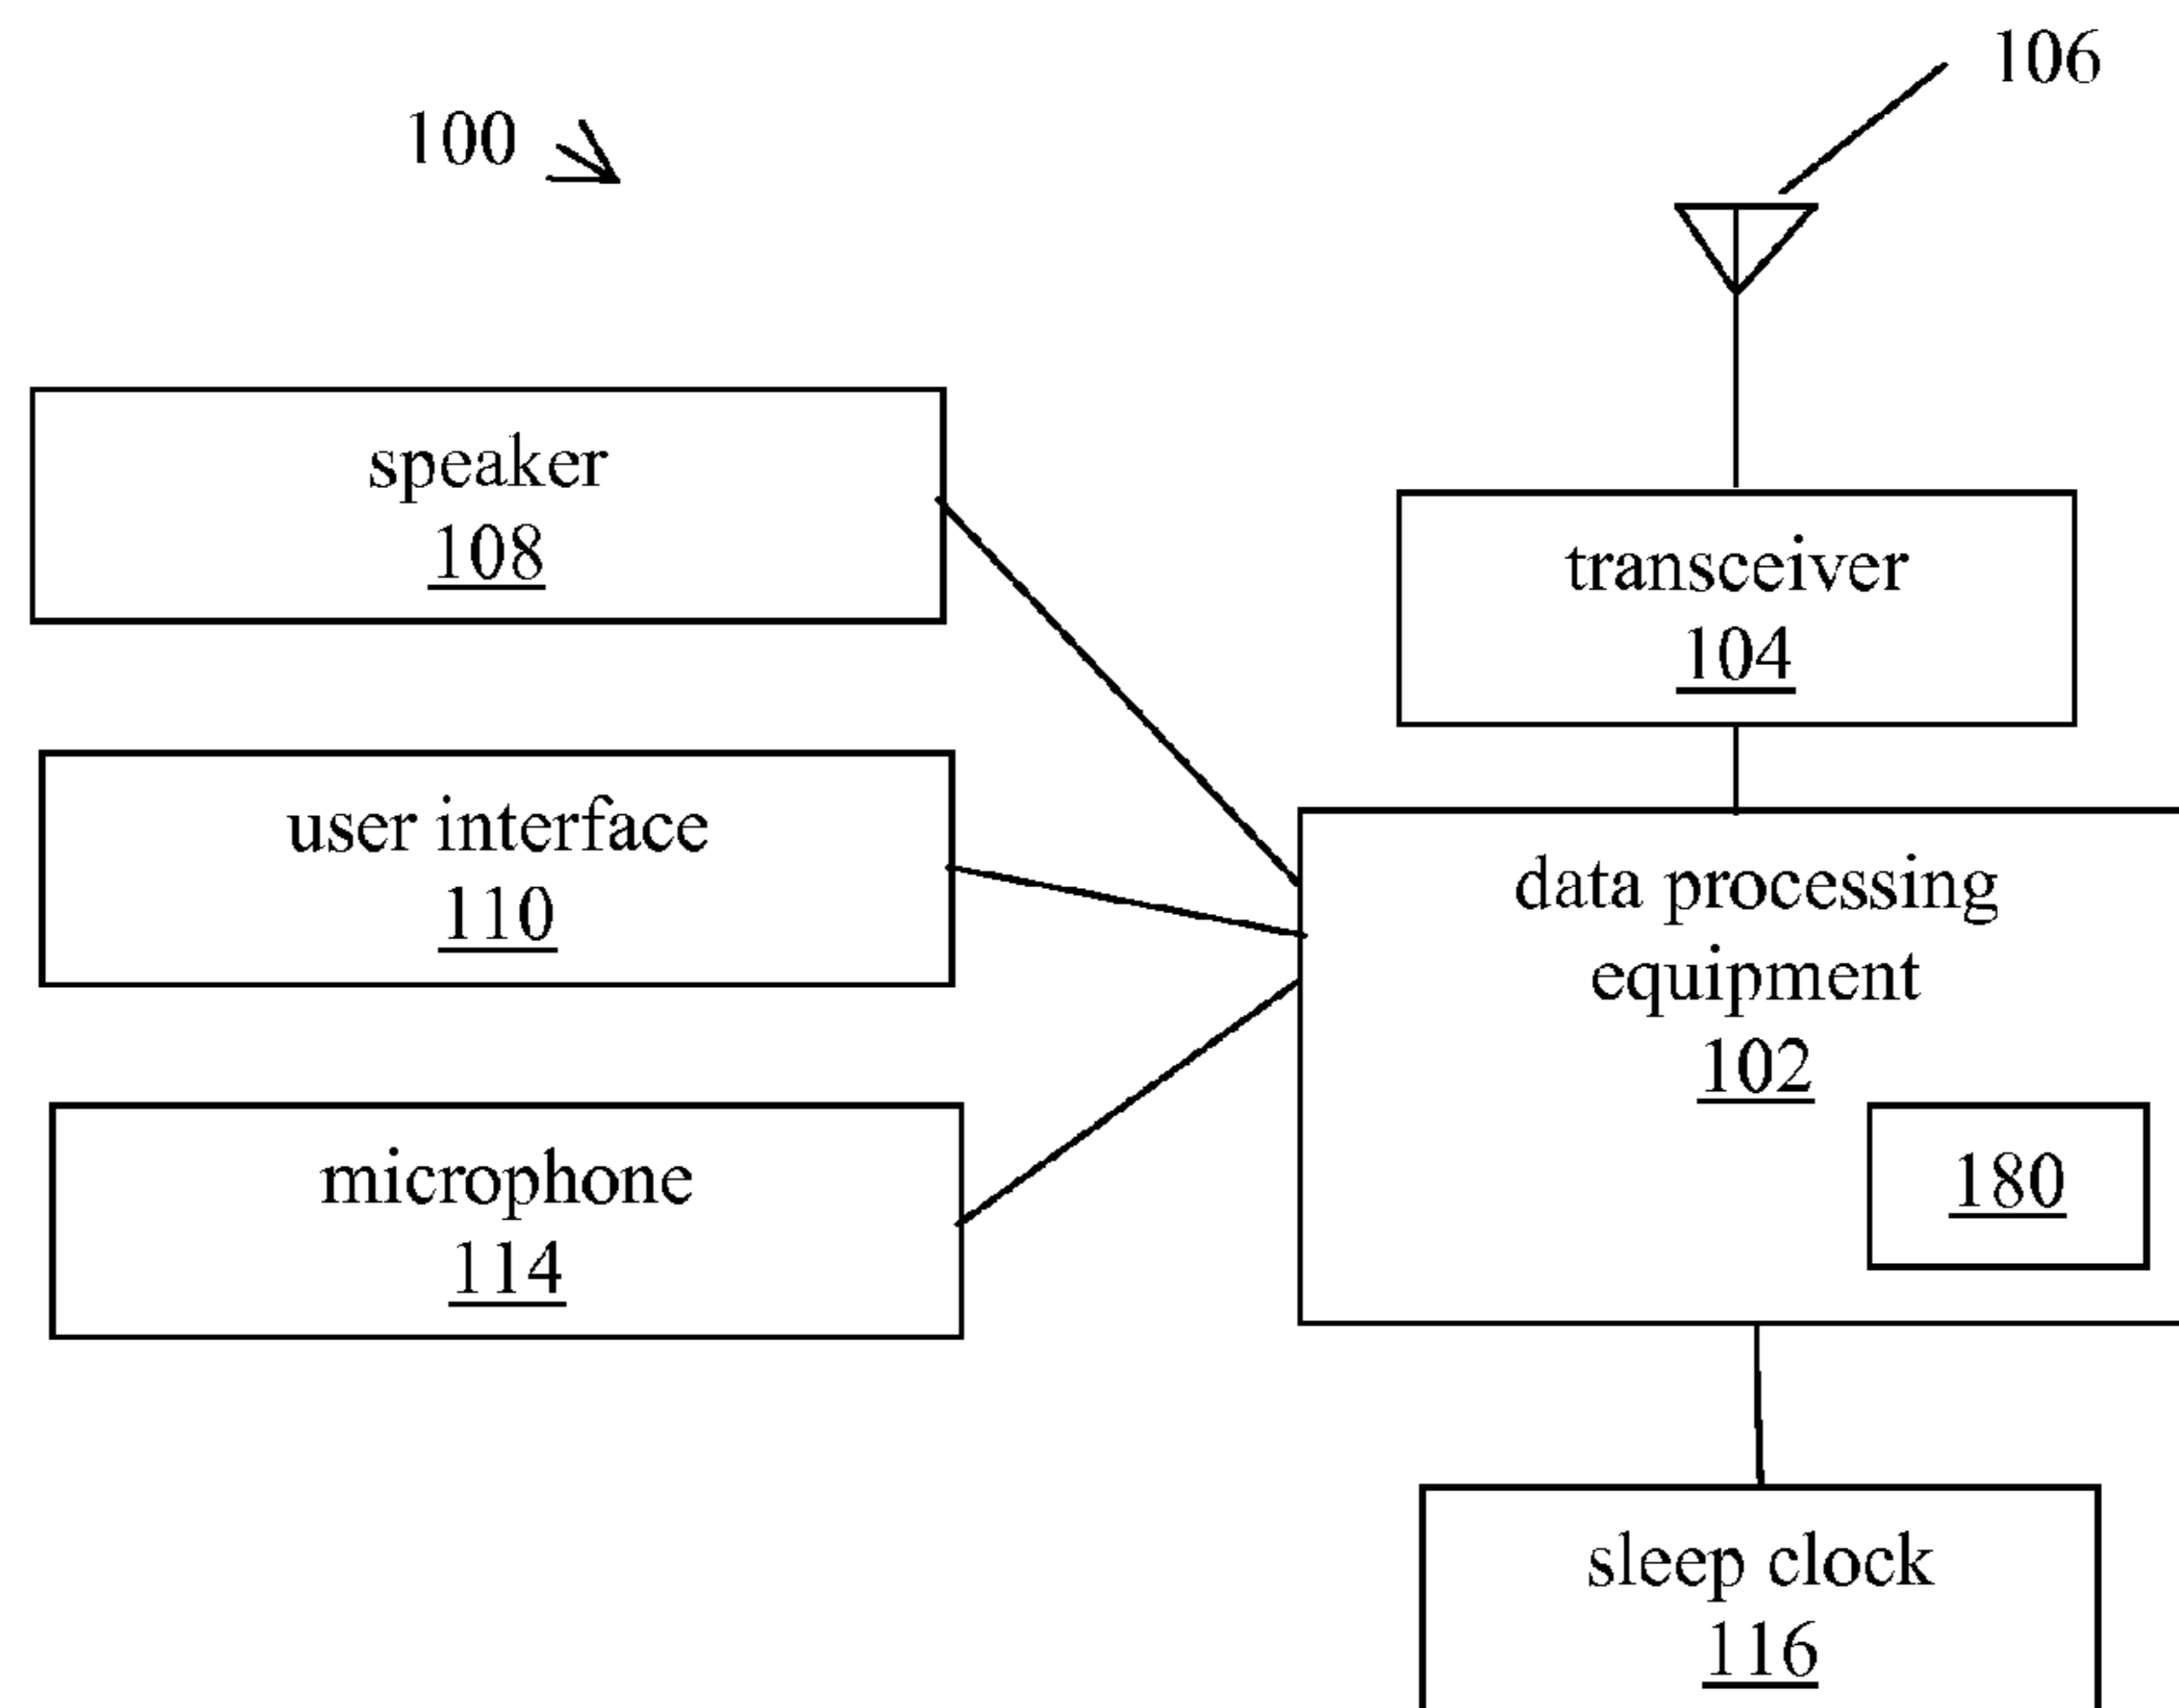 106
100
speaker
108
transceiver
104
user interface
110
data processing
equipment
102
microphone
114
180
sleep clock
116